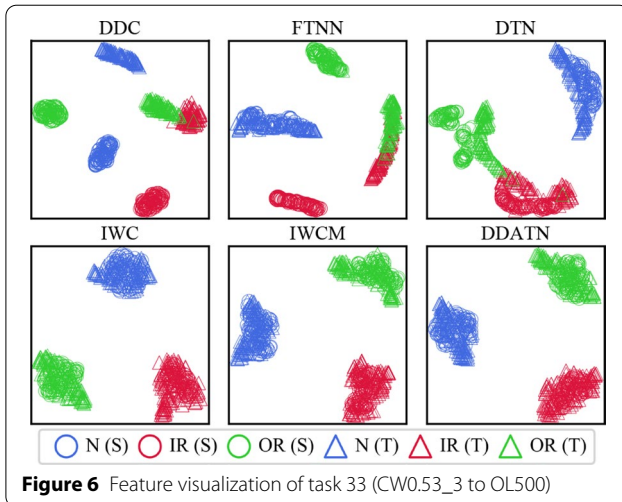 DDC FTNN DTN
IWC IWCM DDATN
N (S) IR (S) OR (S) N (T) IR (T) OR (T)
Figure 6 Feature visualization of task 33 (CW0.53_3 to OL500)